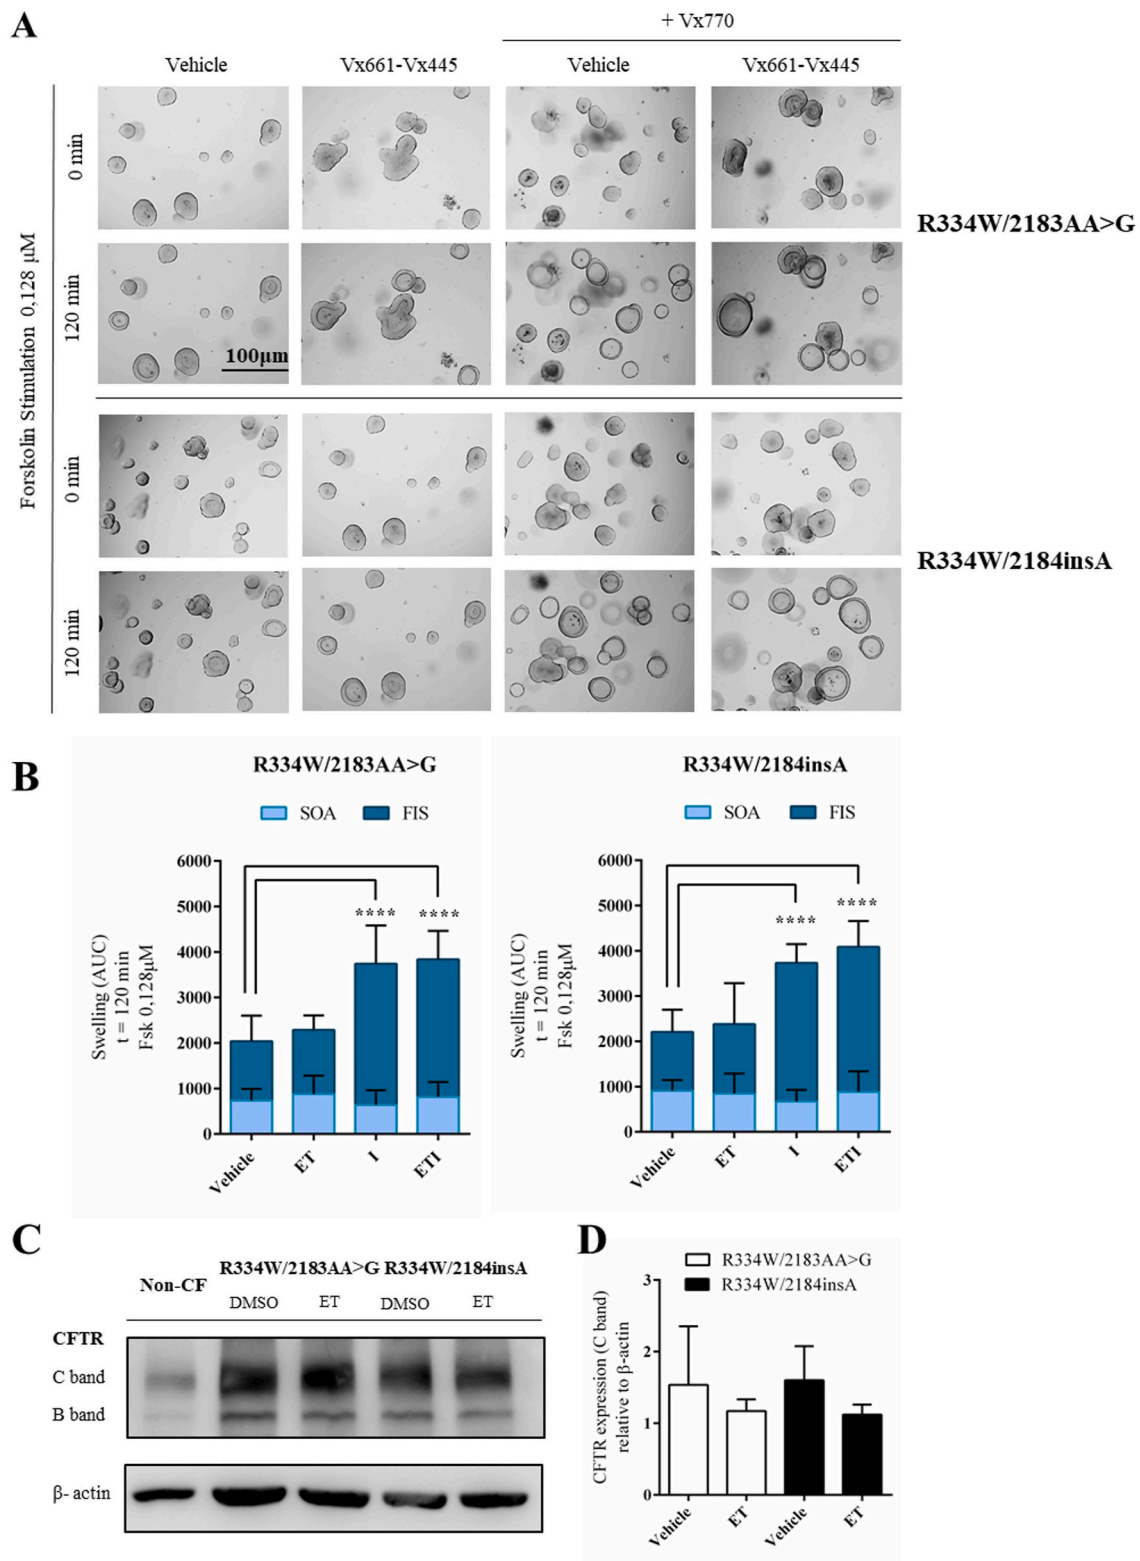 A
+ Vx770
Vehicle Vx661-Vx445 Vehicle Vx661-Vx445
Forskolin Stimulation 0,128 μM
0 min
120 min
100μm
R334W/2183AA>G
0 min
120 min
R334W/2184insA
B
R334W/2183AA>G
SOA FIS
Swelling (AUC)
t = 120 min
Fsk 0,128μM
6000
5000
4000
3000
2000
1000
0
**** ****
Vehicle ET I ETI
R334W/2184insA
SOA FIS
Swelling (AUC)
t = 120 min
Fsk 0,128μM
6000
5000
4000
3000
2000
1000
0
**** ****
Vehicle ET I ETI
C
Non-CF R334W/2183AA>G R334W/2184insA
DMSO ET DMSO ET
CFTR
C band
B band
β- actin
D
R334W/2183AA>G
R334W/2184insA
CFTR expression (C band)
relative to β-actin
3
2
1
0
Vehicle ET Vehicle ET